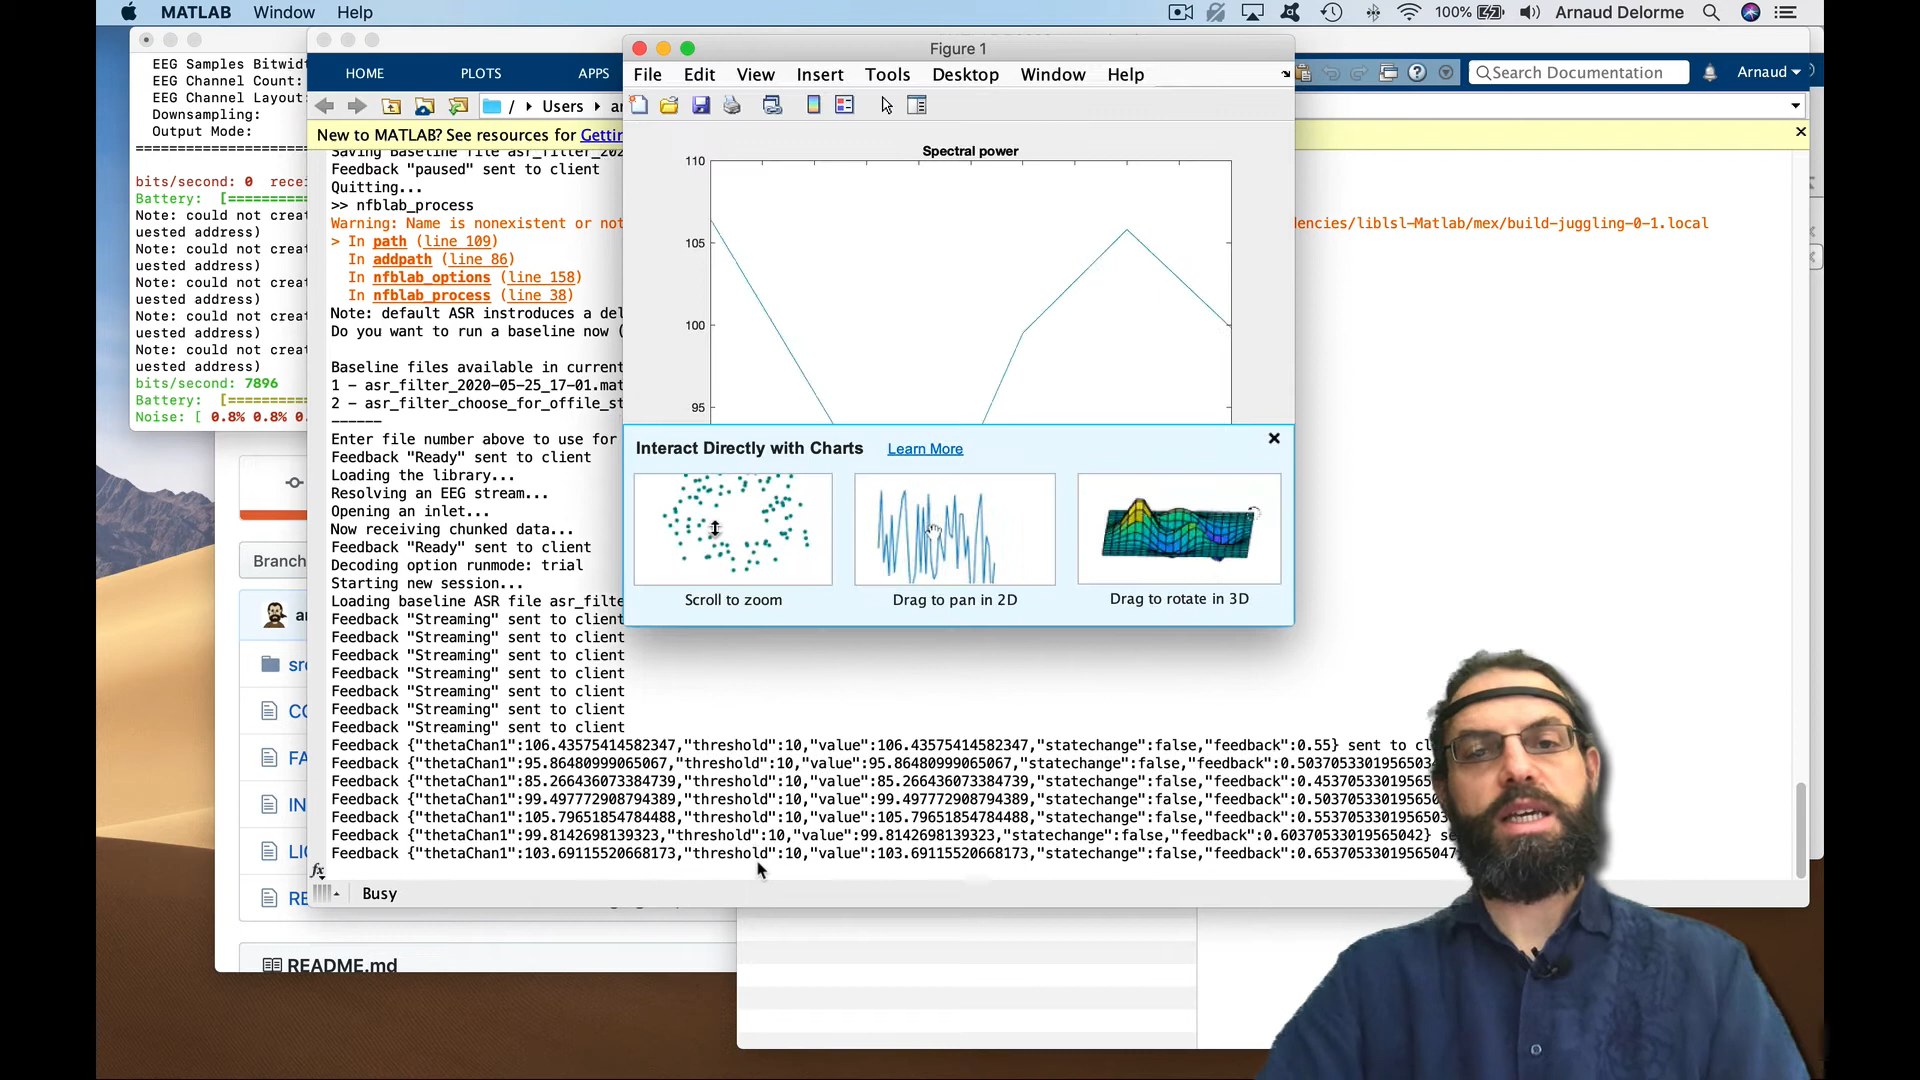 MATLAB Window Help
100% Arnaud Delorme
EEG Samples Bitwidt
EEG Channel Count:
EEG Channel Layout:
Downsampling:
Output Mode:
bits/second: 0 recei
Battery: [==========
Note: could not creat
uested address)
Note: could not creat
uested address)
Note: could not creat
uested address)
Note: could not creat
uested address)
Note: could not creat
uested address)
bits/second: 7896
Battery: [==========
Noise: [ 0.8% 0.8% 0.
HOME PLOTS APPS
Search Documentation
Arnaud
/ Users
New to MATLAB? See resources for Gettin
Saving Baseline file asr_filter_202
Feedback "paused" sent to client
Quitting...
>> nfblab_process
Warning: Name is nonexistent or not
encies/liblsl-Matlab/mex/build-juggling-0-1.local
> In path (line 109)
In addpath (line 86)
In nfblab_options (line 158)
In nfblab_process (line 38)
Note: default ASR instroduces a del
Do you want to run a baseline now (
Baseline files available in current
1 - asr_filter_2020-05-25_17-01.mat
2 - asr_filter_choose_for_offile_st
------
Enter file number above to use for
Feedback "Ready" sent to client
Loading the library...
Resolving an EEG stream...
Opening an inlet...
Now receiving chunked data...
Feedback "Ready" sent to client
Decoding option runmode: trial
Starting new session...
Loading baseline ASR file asr_filte
Feedback "Streaming" sent to client
Feedback "Streaming" sent to client
Feedback "Streaming" sent to client
Feedback "Streaming" sent to client
Feedback "Streaming" sent to client
Feedback "Streaming" sent to client
Feedback "Streaming" sent to client
Feedback {"thetaChan1":106.43575414582347,"threshold":10,"value":106.43575414582347,"statechange":false,"feedback":0.55} sent to cl
Feedback {"thetaChan1":95.86480999065067,"threshold":10,"value":95.86480999065067,"statechange":false,"feedback":0.503705330195650
Feedback {"thetaChan1":85.266436073384739,"threshold":10,"value":85.266436073384739,"statechange":false,"feedback":0.45370533019565
Feedback {"thetaChan1":99.497772908794389,"threshold":10,"value":99.497772908794389,"statechange":false,"feedback":0.50370533019565
Feedback {"thetaChan1":105.79651854784488,"threshold":10,"value":105.79651854784488,"statechange":false,"feedback":0.55370533019565
Feedback {"thetaChan1":99.8142698139323,"threshold":10,"value":99.8142698139323,"statechange":false,"feedback":0.60370533019565042} se
Feedback {"thetaChan1":103.69115520668173,"threshold":10,"value":103.69115520668173,"statechange":false,"feedback":0.6537053301956504
fx
Busy
Figure 1
File Edit View Insert Tools Desktop Window Help
Spectral power
110
105
100
95
Interact Directly with Charts Learn More
Scroll to zoom
Drag to pan in 2D
Drag to rotate in 3D
Branch
ar
src
CO
FA
IN
LIC
RE
README.md